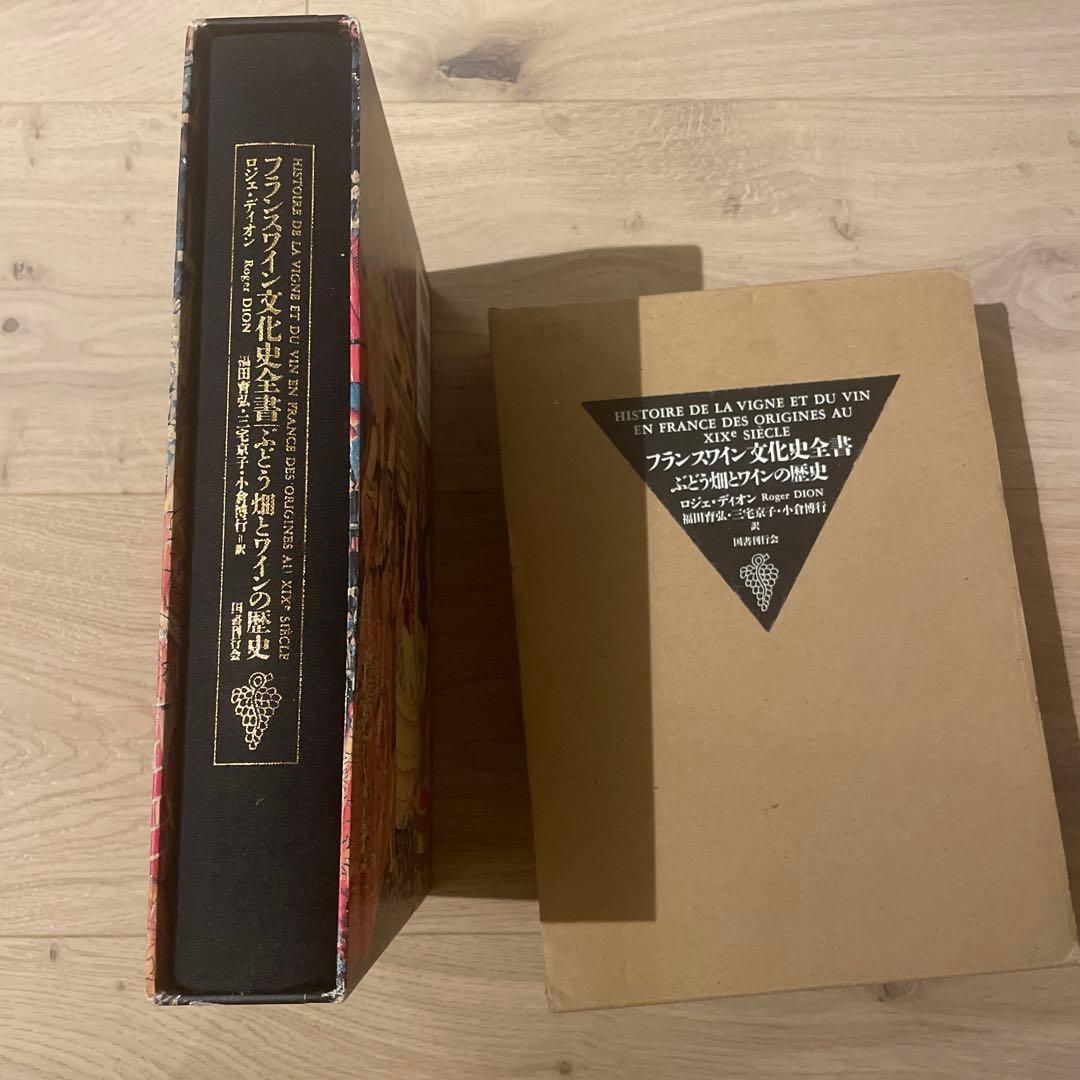 HISTOIRE DE LA VIGNE ET DU VIN EN FRANCE DES ORIGINES AU XIXe SIÈCLE
フランスワイン文化史全書 ぶどう畑とワインの歴史
ロジェ・ディオン Roger DION 福田育弘・三宅京子・小倉博行=訳 国書刊行会
HISTOIRE DE LA VIGNE ET DU VIN
EN FRANCE DES ORIGINES AU
XIXe SIÈCLE
フランスワイン文化史全書
ぶどう畑とワインの歴史
ロジェ・ディオン Roger DION
福田育弘・三宅京子・小倉博行
訳
国書刊行会